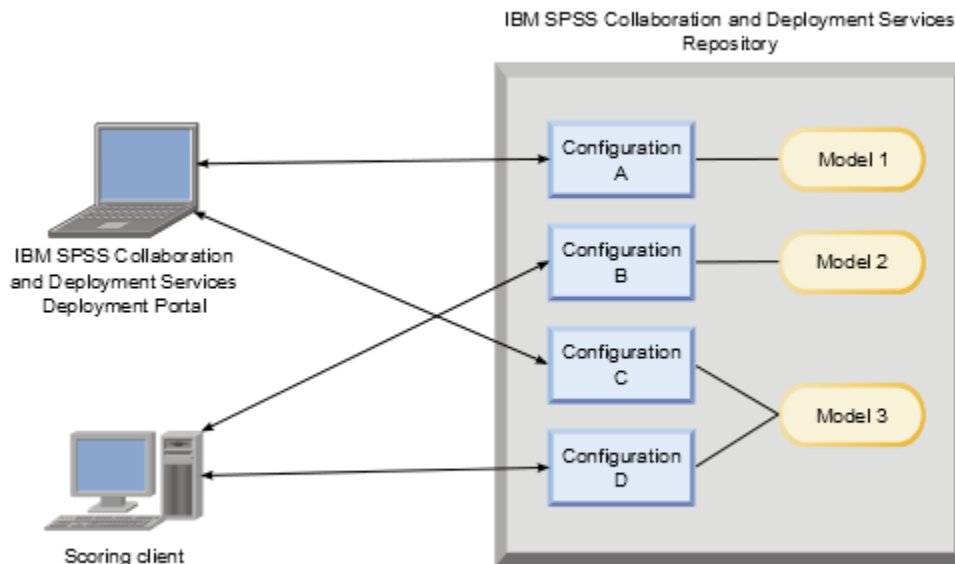 IBM SPSS Collaboration and Deployment Services
Repository
Configuration
A
Model 1
IBM SPSS Collaboration
and Deployment Services
Deployment Portal
Configuration
B
Model 2
Configuration
C
Model 3
Configuration
D
Scoring client